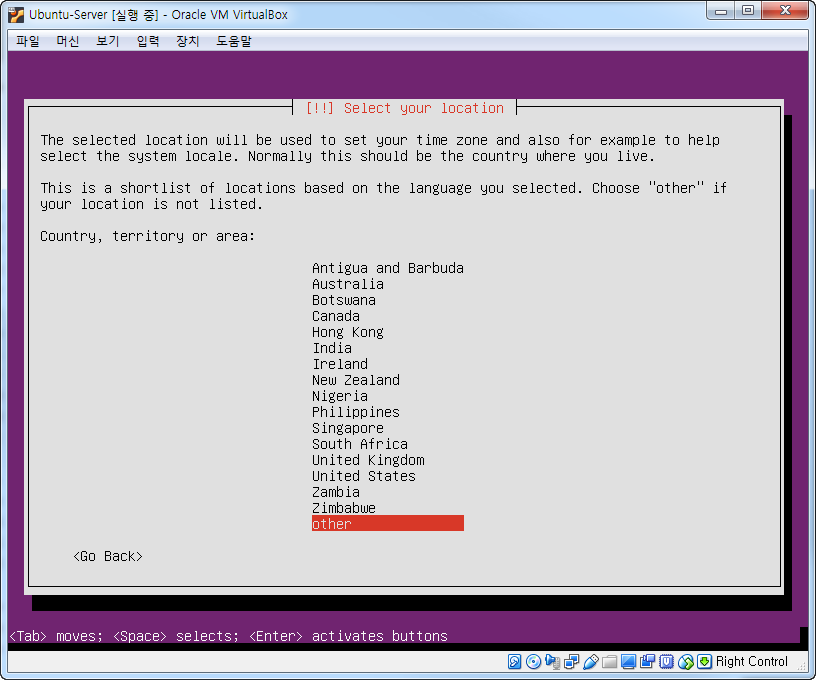 Ubuntu-Server [실행 중] - Oracle VM VirtualBox
파일 머신 보기 입력 장치 도움말
[!!] Select your location
The selected location will be used to set your time zone and also for example to help
select the system locale. Normally this should be the country where you live.
This is a shortlist of locations based on the language you selected. Choose "other" if
your location is not listed.
Country, territory or area:
Antigua and Barbuda
Australia
Botswana
Canada
Hong Kong
India
Ireland
New Zealand
Nigeria
Philippines
Singapore
South Africa
United Kingdom
United States
Zambia
Zimbabwe
other
<Go Back>
<Tab> moves; <Space> selects; <Enter> activates buttons
Right Control